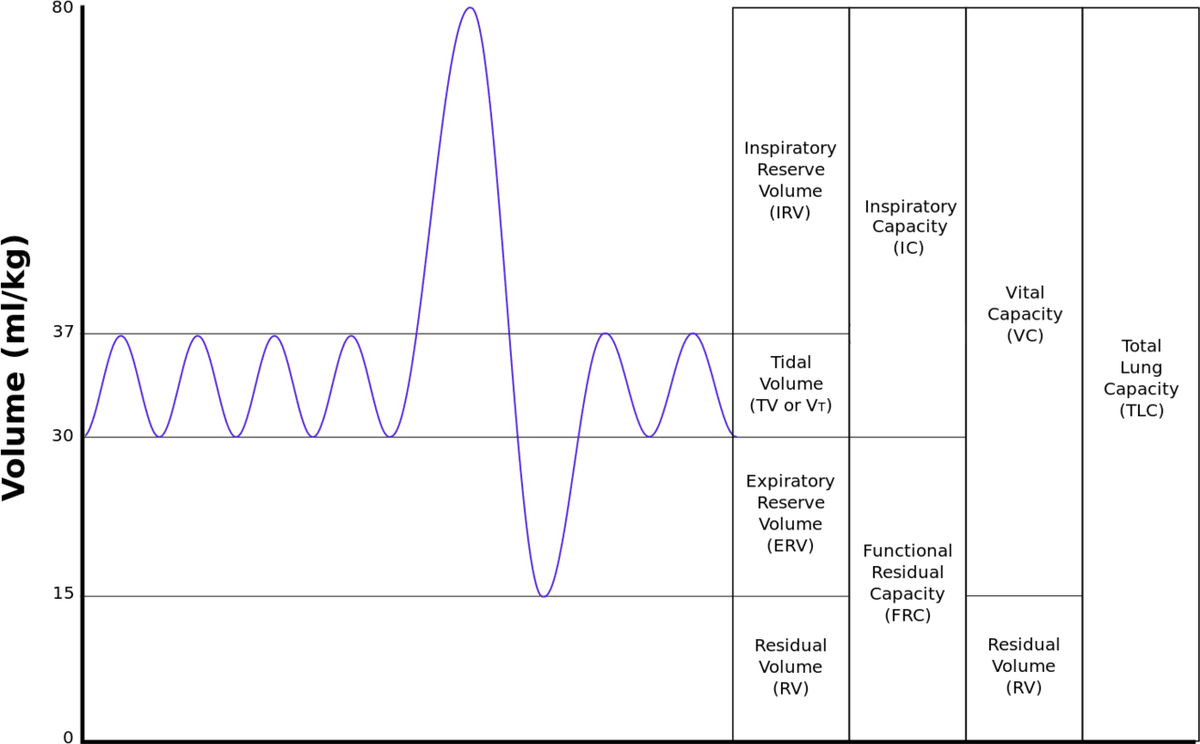 Volume (ml/kg)
80
37
30
15
0
Inspiratory
Reserve
Volume
(IRV)
Tidal
Volume
(TV or VT)
Expiratory
Reserve
Volume
(ERV)
Residual
Volume
(RV)
Inspiratory
Capacity
(IC)
Functional
Residual
Capacity
(FRC)
Vital
Capacity
(VC)
Residual
Volume
(RV)
Total
Lung
Capacity
(TLC)